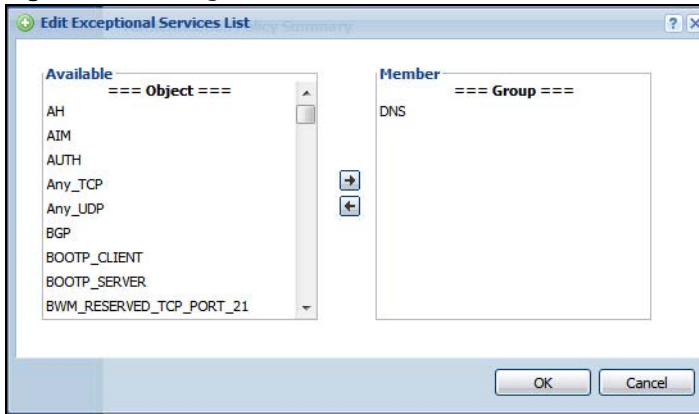 Edit Exceptional Services List
Available
=== Object ===
AH
AIM
AUTH
Any_TCP
Any_UDP
BGP
BOOTP_CLIENT
BOOTP_SERVER
BWM_RESERVED_TCP_PORT_21
Member
=== Group ===
DNS
OK
Cancel